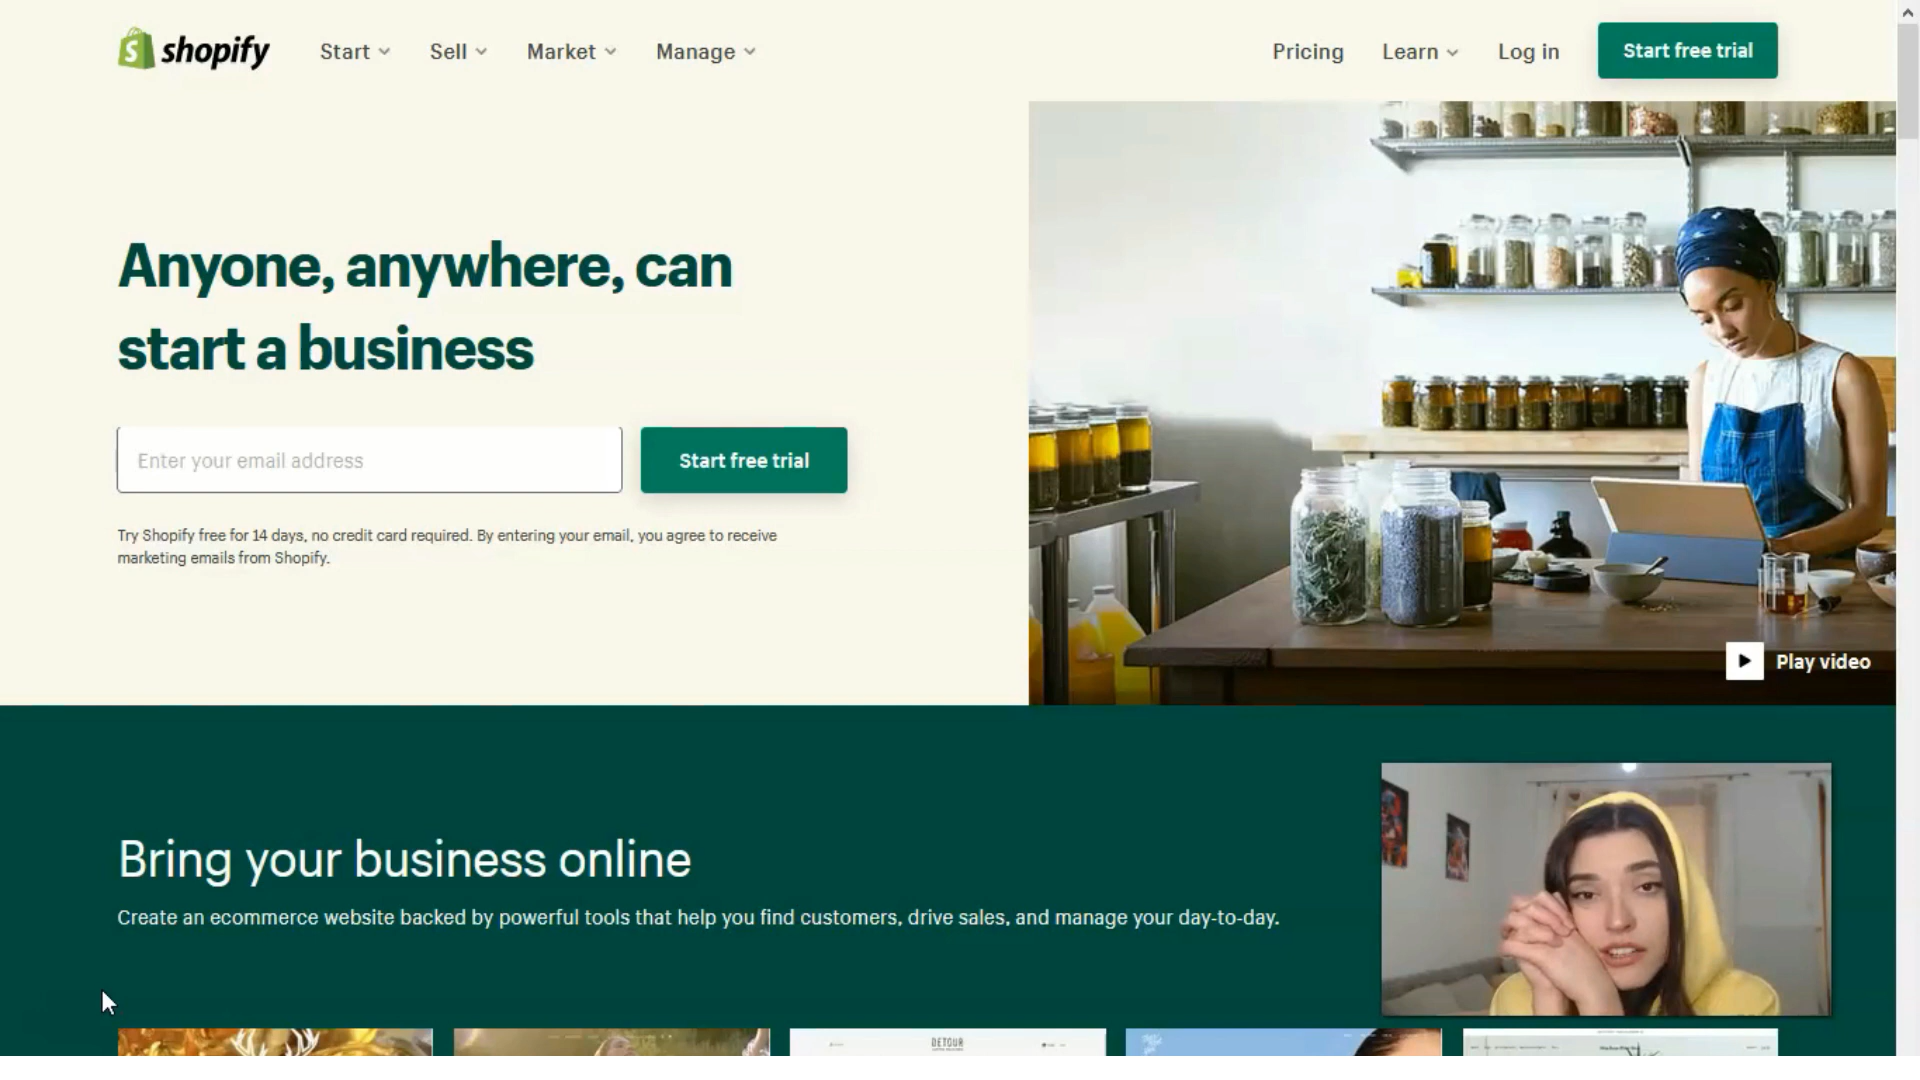 shopify
Start
Sell
Market
Manage
Pricing
Learn
Log in
Start free trial
Anyone, anywhere, can
start a business
Enter your email address
Start free trial
Try Shopify free for 14 days, no credit card required. By entering your email, you agree to receive
marketing emails from Shopify.
Play video
Bring your business online
Create an ecommerce website backed by powerful tools that help you find customers, drive sales, and manage your day-to-day.
DETOUR